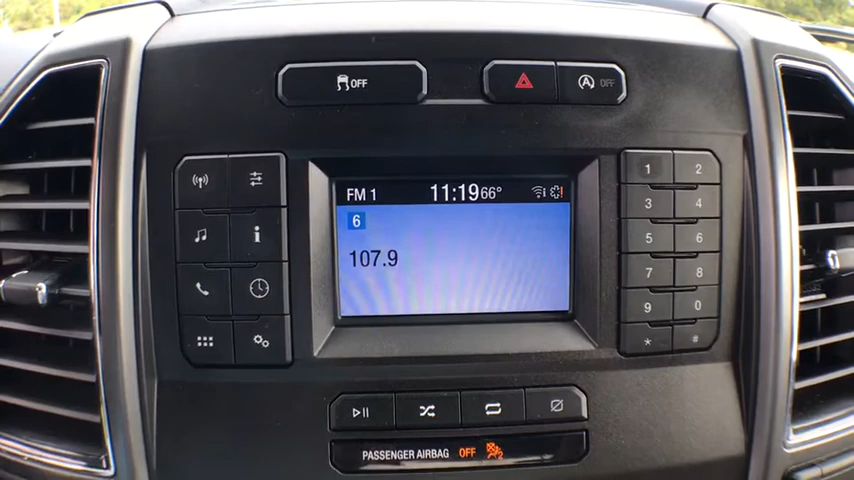 OFF
OFF
FM 1 11:19 66°
6
107.9
i
1 2
3 4
5 6
7 8
9 0
* #
PASSENGER AIRBAG OFF 2